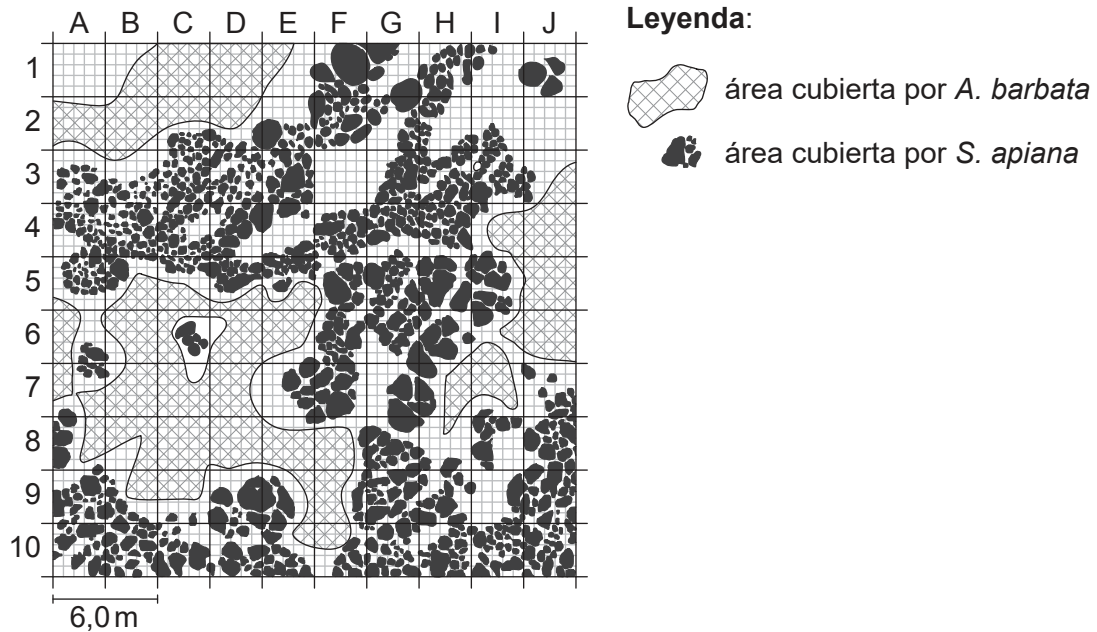 A B C D E F G H I J
1
2
3
4
5
6
7
8
9
10
6,0 m
Leyenda:
área cubierta por A. barbata
área cubierta por S. apiana